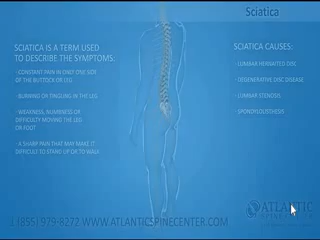 Sciatica
SCIATICA IS A TERM USED
TO DESCRIBE THE SYMPTOMS:
- CONSTANT PAIN IN ONLY ONE SIDE
OF THE BUTTOCK OR LEG
- BURNING OR TINGLING IN THE LEG
- WEAKNESS, NUMBNESS OR
DIFFICULTY MOVING THE LEG
OR FOOT
- A SHARP PAIN THAT MAY MAKE IT
DIFFICULT TO STAND UP OR TO WALK
SCIATICA CAUSES:
- LUMBAR HERNIATED DISC
- DEGENERATIVE DISC DISEASE
- LUMBAR STENOSIS
- SPONDYLOLISTHESIS
ATLANTIC
SPINE CENTER
1 (855) 979-8272 WWW.ATLANTICSPINECENTER.COM